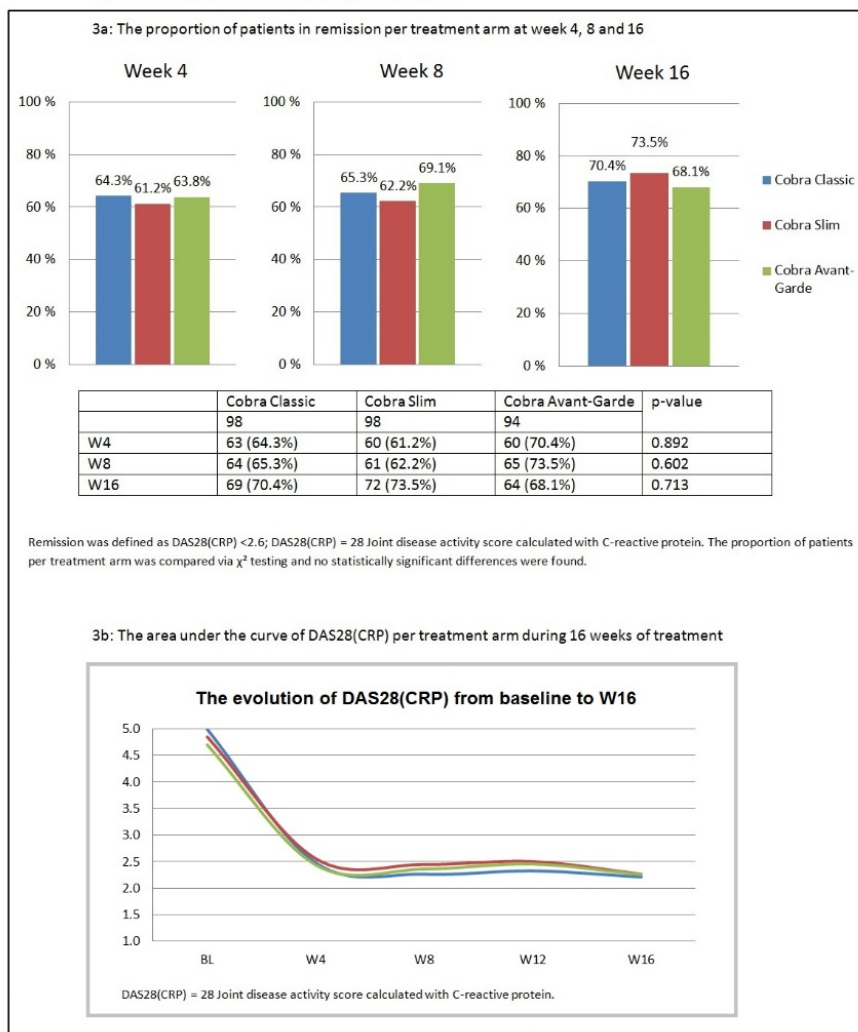 3a: The proportion of patients in remission per treatment arm at week 4, 8 and 16
Week 4
100 %
80 %
60 %
40 %
20 %
0 %
64.3%
61.2%
63.8%
Week 8
100 %
80 %
60 %
40 %
20 %
0 %
65.3%
62.2%
69.1%
Week 16
100 %
80 %
60 %
40 %
20 %
0 %
70.4%
73.5%
68.1%
Cobra Classic
Cobra Slim
Cobra Avant-
Garde
Cobra Classic Cobra Slim Cobra Avant-Garde p-value
98 98 94
W4 63 (64.3%) 60 (61.2%) 60 (70.4%) 0.892
W8 64 (65.3%) 61 (62.2%) 65 (73.5%) 0.602
W16 69 (70.4%) 72 (73.5%) 64 (68.1%) 0.713
Remission was defined as DAS28(CRP) <2.6; DAS28(CRP) = 28 Joint disease activity score calculated with C-reactive protein. The proportion of patients
per treatment arm was compared via χ² testing and no statistically significant differences were found.
3b: The area under the curve of DAS28(CRP) per treatment arm during 16 weeks of treatment
The evolution of DAS28(CRP) from baseline to W16
5.0
4.5
4.0
3.5
3.0
2.5
2.0
1.5
1.0
BL W4 W8 W12 W16
DAS28(CRP) = 28 Joint disease activity score calculated with C-reactive protein.